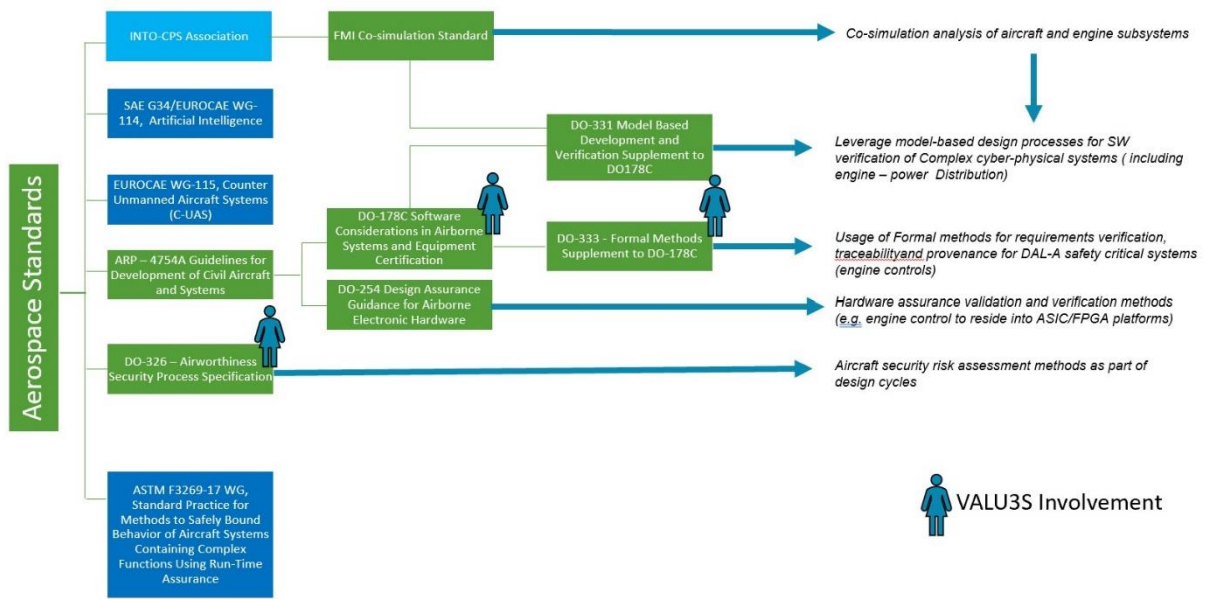 Aerospace Standards
INTO-CPS Association
FMI Co-simulation Standard
Co-simulation analysis of aircraft and engine subsystems
SAE G34/EUROCAE WG-
114, Artificial Intelligence
DO-331 Model Based
Development and
Verification Supplement to
DO178C
Leverage model-based design processes for SW
verification of Complex cyber-physical systems ( including
engine – power Distribution)
EUROCAE WG-115, Counter
Unmanned Aircraft Systems
(C-UAS)
DO-178C Software
Considerations in Airborne
Systems and Equipment
Certification
DO-333 - Formal Methods
Supplement to DO-178C
Usage of Formal methods for requirements verification,
traceabilityand provenance for DAL-A safety critical systems
(engine controls)
ARP – 4754A Guidelines for
Development of Civil Aircraft
and Systems
DO-254 Design Assurance
Guidance for Airborne
Electronic Hardware
Hardware assurance validation and verification methods
(e.g. engine control to reside into ASIC/FPGA platforms)
DO-326 – Airworthiness
Security Process Specification
Aircraft security risk assessment methods as part of
design cycles
ASTM F3269-17 WG,
Standard Practice for
Methods to Safely Bound
Behavior of Aircraft Systems
Containing Complex
Functions Using Run-Time
Assurance
VALU3S Involvement